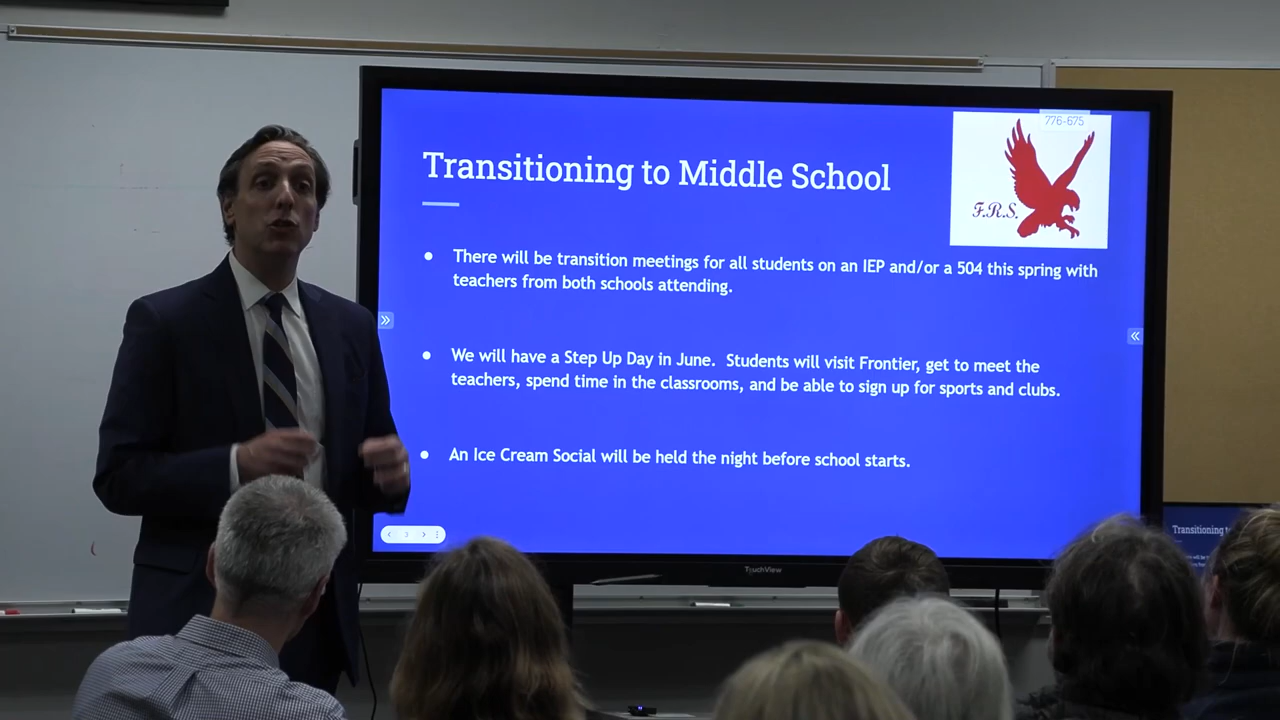 776-675
F.R.S.
Transitioning to Middle School
There will be transition meetings for all students on an IEP and/or a 504 this spring with
teachers from both schools attending.
We will have a Step Up Day in June.  Students will visit Frontier, get to meet the
teachers, spend time in the classrooms, and be able to sign up for sports and clubs.
An Ice Cream Social will be held the night before school starts.
3
TouchView
Transitioning